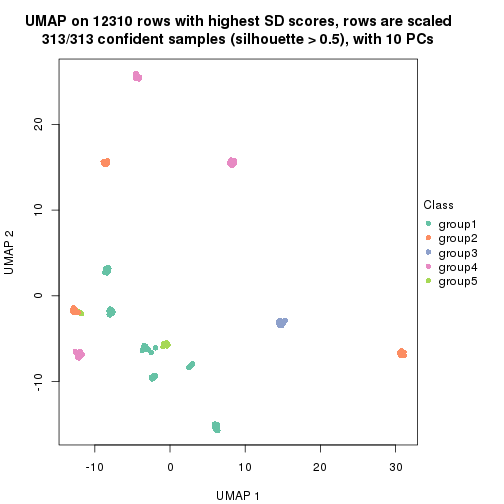 UMAP on 12310 rows with highest SD scores, rows are scaled
313/313 confident samples (silhouette > 0.5), with 10 PCs
20
10
0
-10
UMAP 2
-10
0
10
20
30
UMAP 1
Class
group1
group2
group3
group4
group5